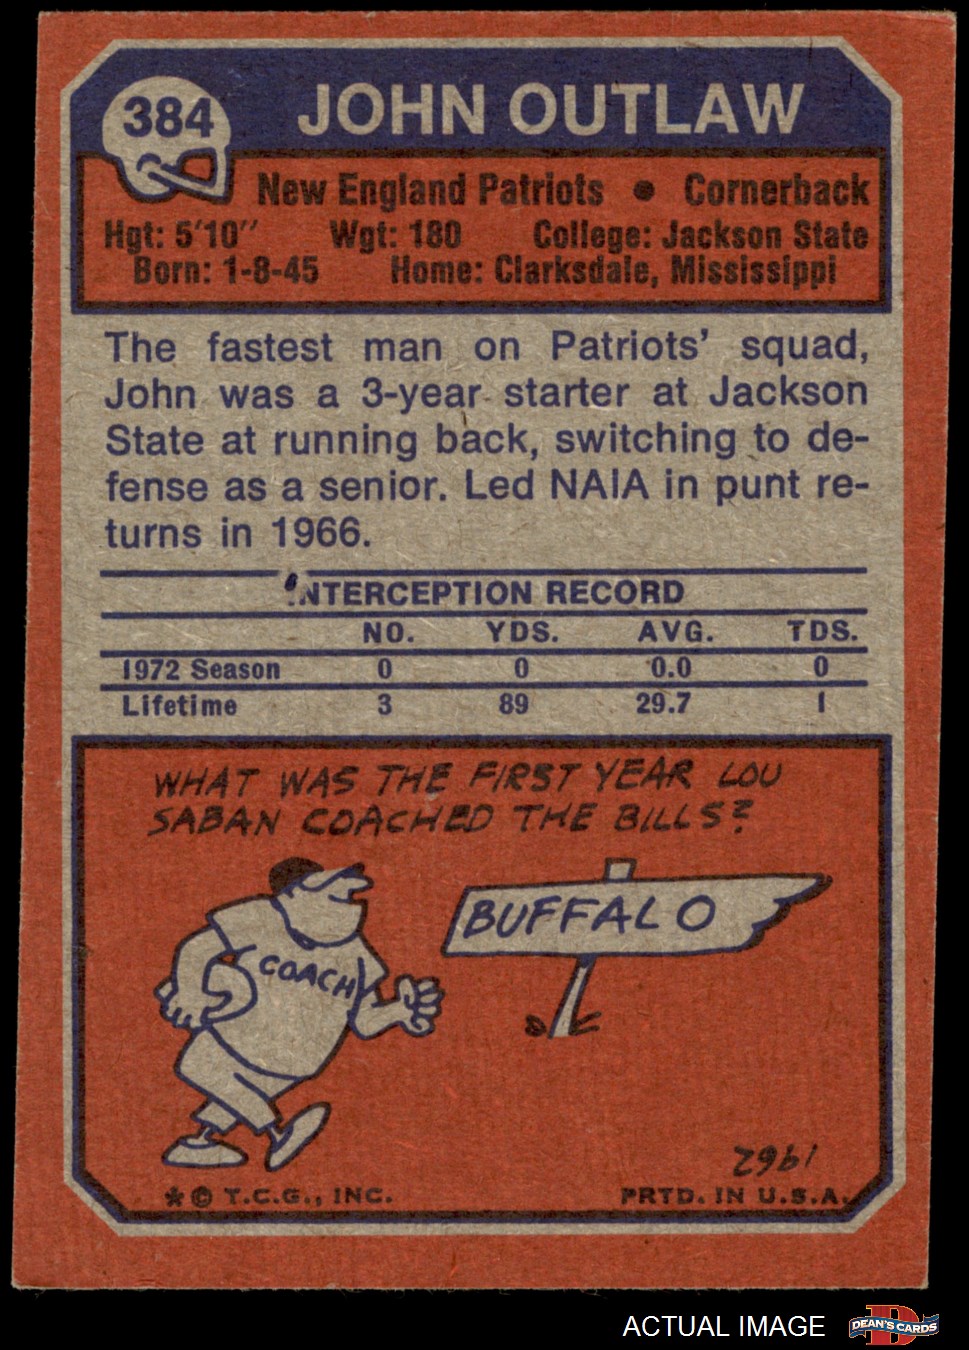 384
JOHN OUTLAW
New England Patriots • Cornerback
Hgt: 5'10" Wgt: 180 College: Jackson State
Born: 1-8-45 Home: Clarksdale, Mississippi
The fastest man on Patriots' squad,
John was a 3-year starter at Jackson
State at running back, switching to de-
fense as a senior. Led NAIA in punt re-
turns in 1966.
INTERCEPTION RECORD
NO. YDS. AVG. TDS.
1972 Season 0 0 0.0 0
Lifetime 3 89 29.7 1
WHAT WAS THE FIRST YEAR LOU
SABAN COACHED THE BILLS?
BUFFALO
COACH
1962
* © T.C.G., INC. PRTD. IN U.S.A.
ACTUAL IMAGE
D
DEAN'S CARDS